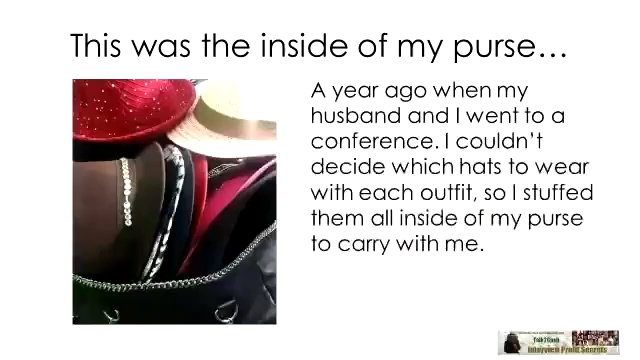 This was the inside of my purse…
A year ago when my
husband and I went to a
conference. I couldn't
decide which hats to wear
with each outfit, so I stuffed
them all inside of my purse
to carry with me.
Talk2Cash
Interview Profit Secrets